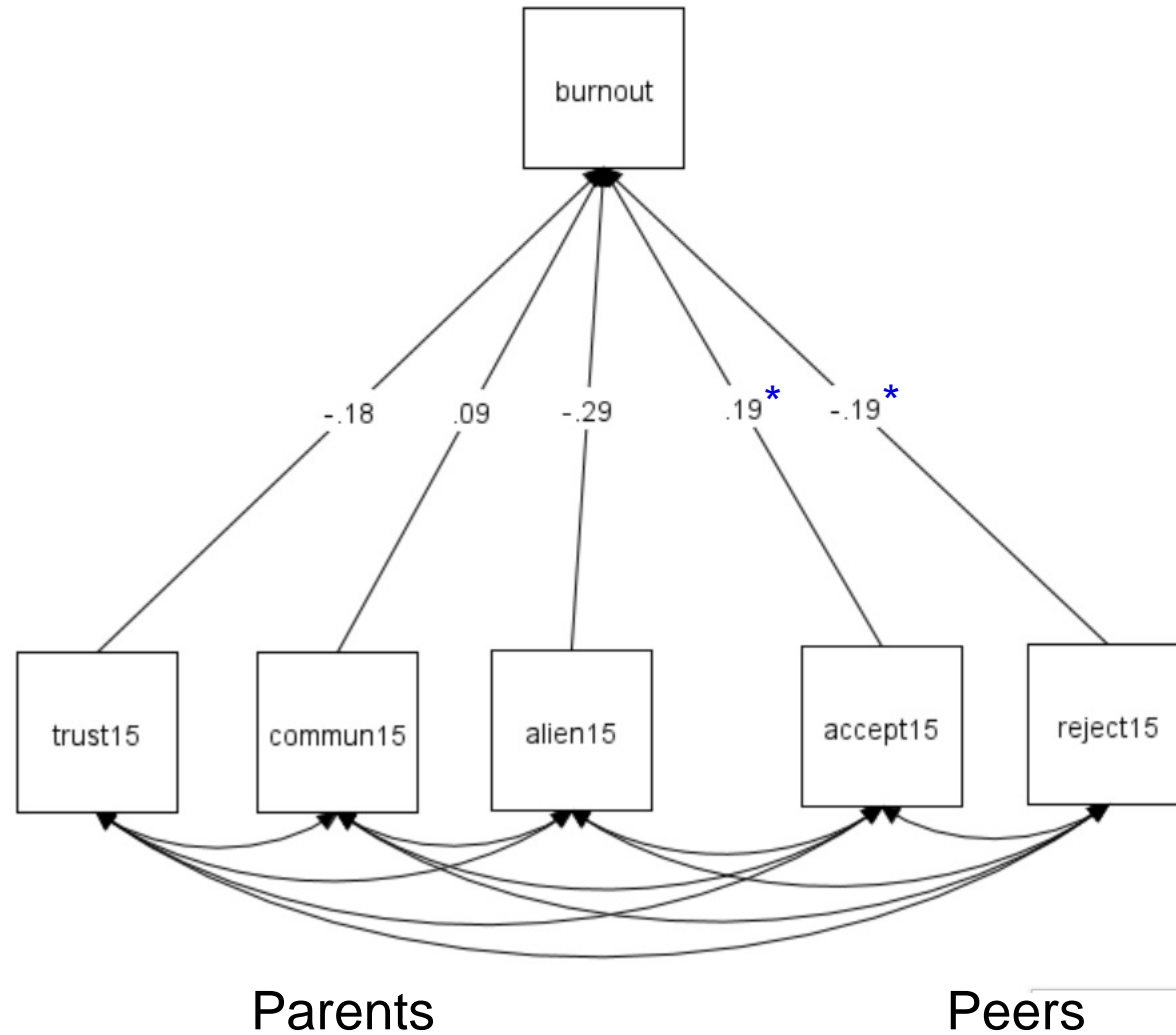 burnout
-.18 .09 -.29 .19* -.19*
trust15 commun15 alien15 accept15 reject15
Parents Peers